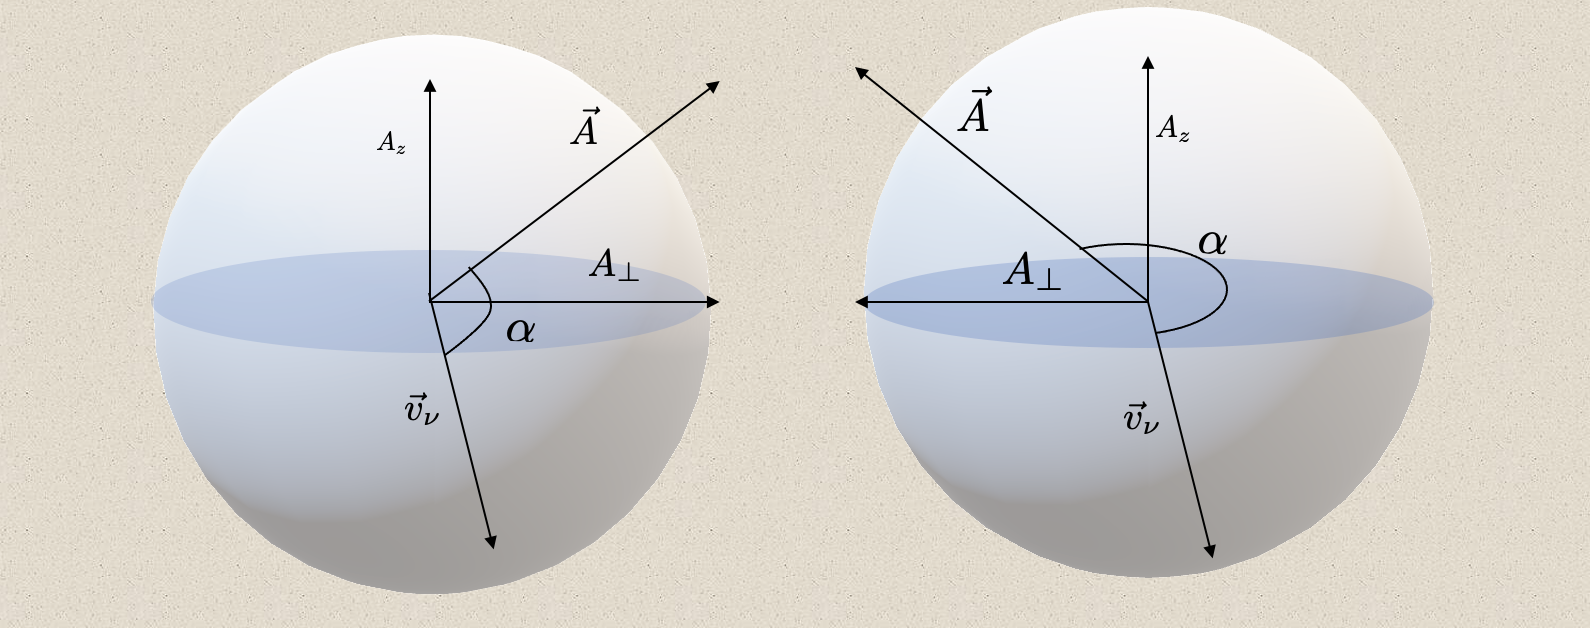 A_z
\vec{A}
A_⊥
α
\vec{v}_ν
\vec{A}
A_z
α
A_⊥
\vec{v}_ν